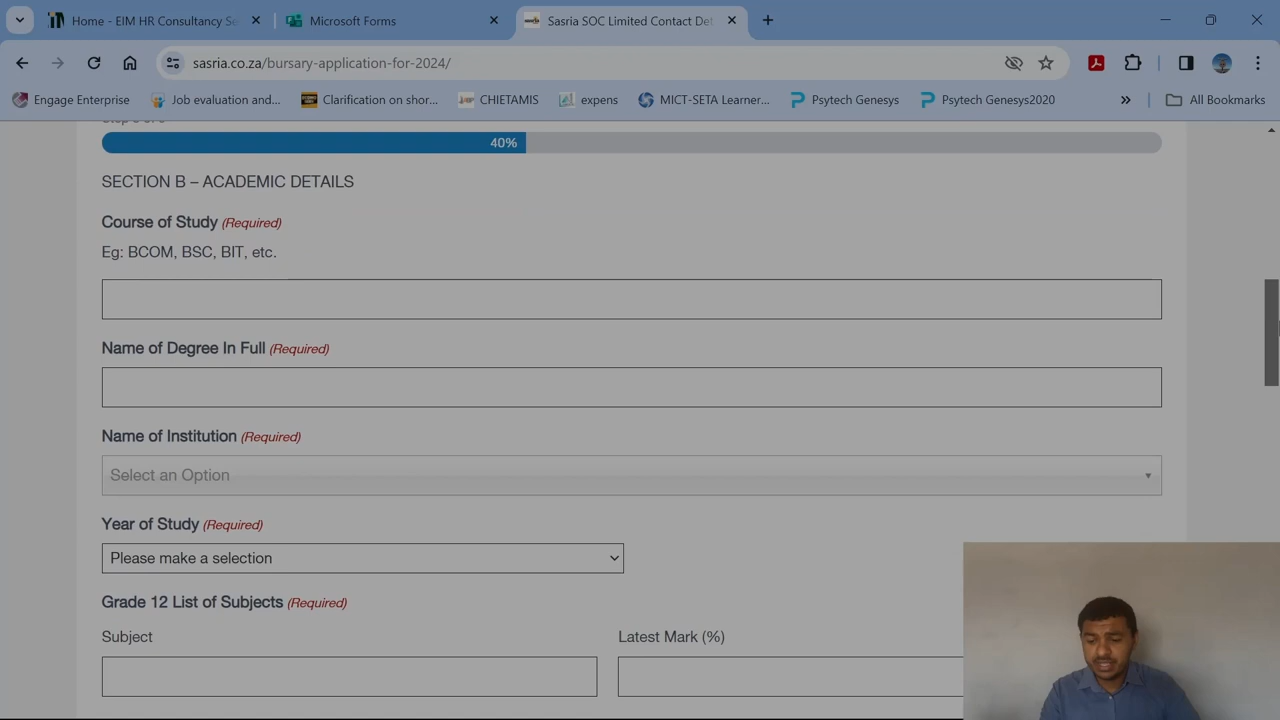 Home - EIM HR Consultancy Se
Microsoft Forms
Sasria SOC Limited Contact Det
sasria.co.za/bursary-application-for-2024/
Engage Enterprise
Job evaluation and...
Clarification on shor...
CHIETAMIS
expens
MICT-SETA Learner...
Psytech Genesys
Psytech Genesys2020
All Bookmarks
40%
SECTION B – ACADEMIC DETAILS
Course of Study (Required)
Eg: BCOM, BSC, BIT, etc.
Name of Degree In Full (Required)
Name of Institution (Required)
Select an Option
Year of Study (Required)
Please make a selection
Grade 12 List of Subjects (Required)
Subject
Latest Mark (%)